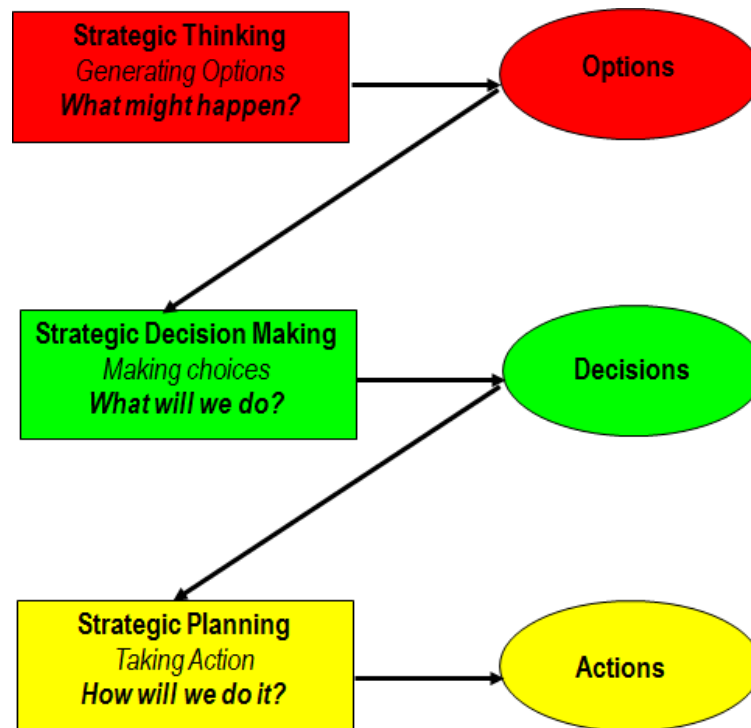 Strategic Thinking
Generating Options
What might happen?
Options
Strategic Decision Making
Making choices
What will we do?
Decisions
Strategic Planning
Taking Action
How will we do it?
Actions